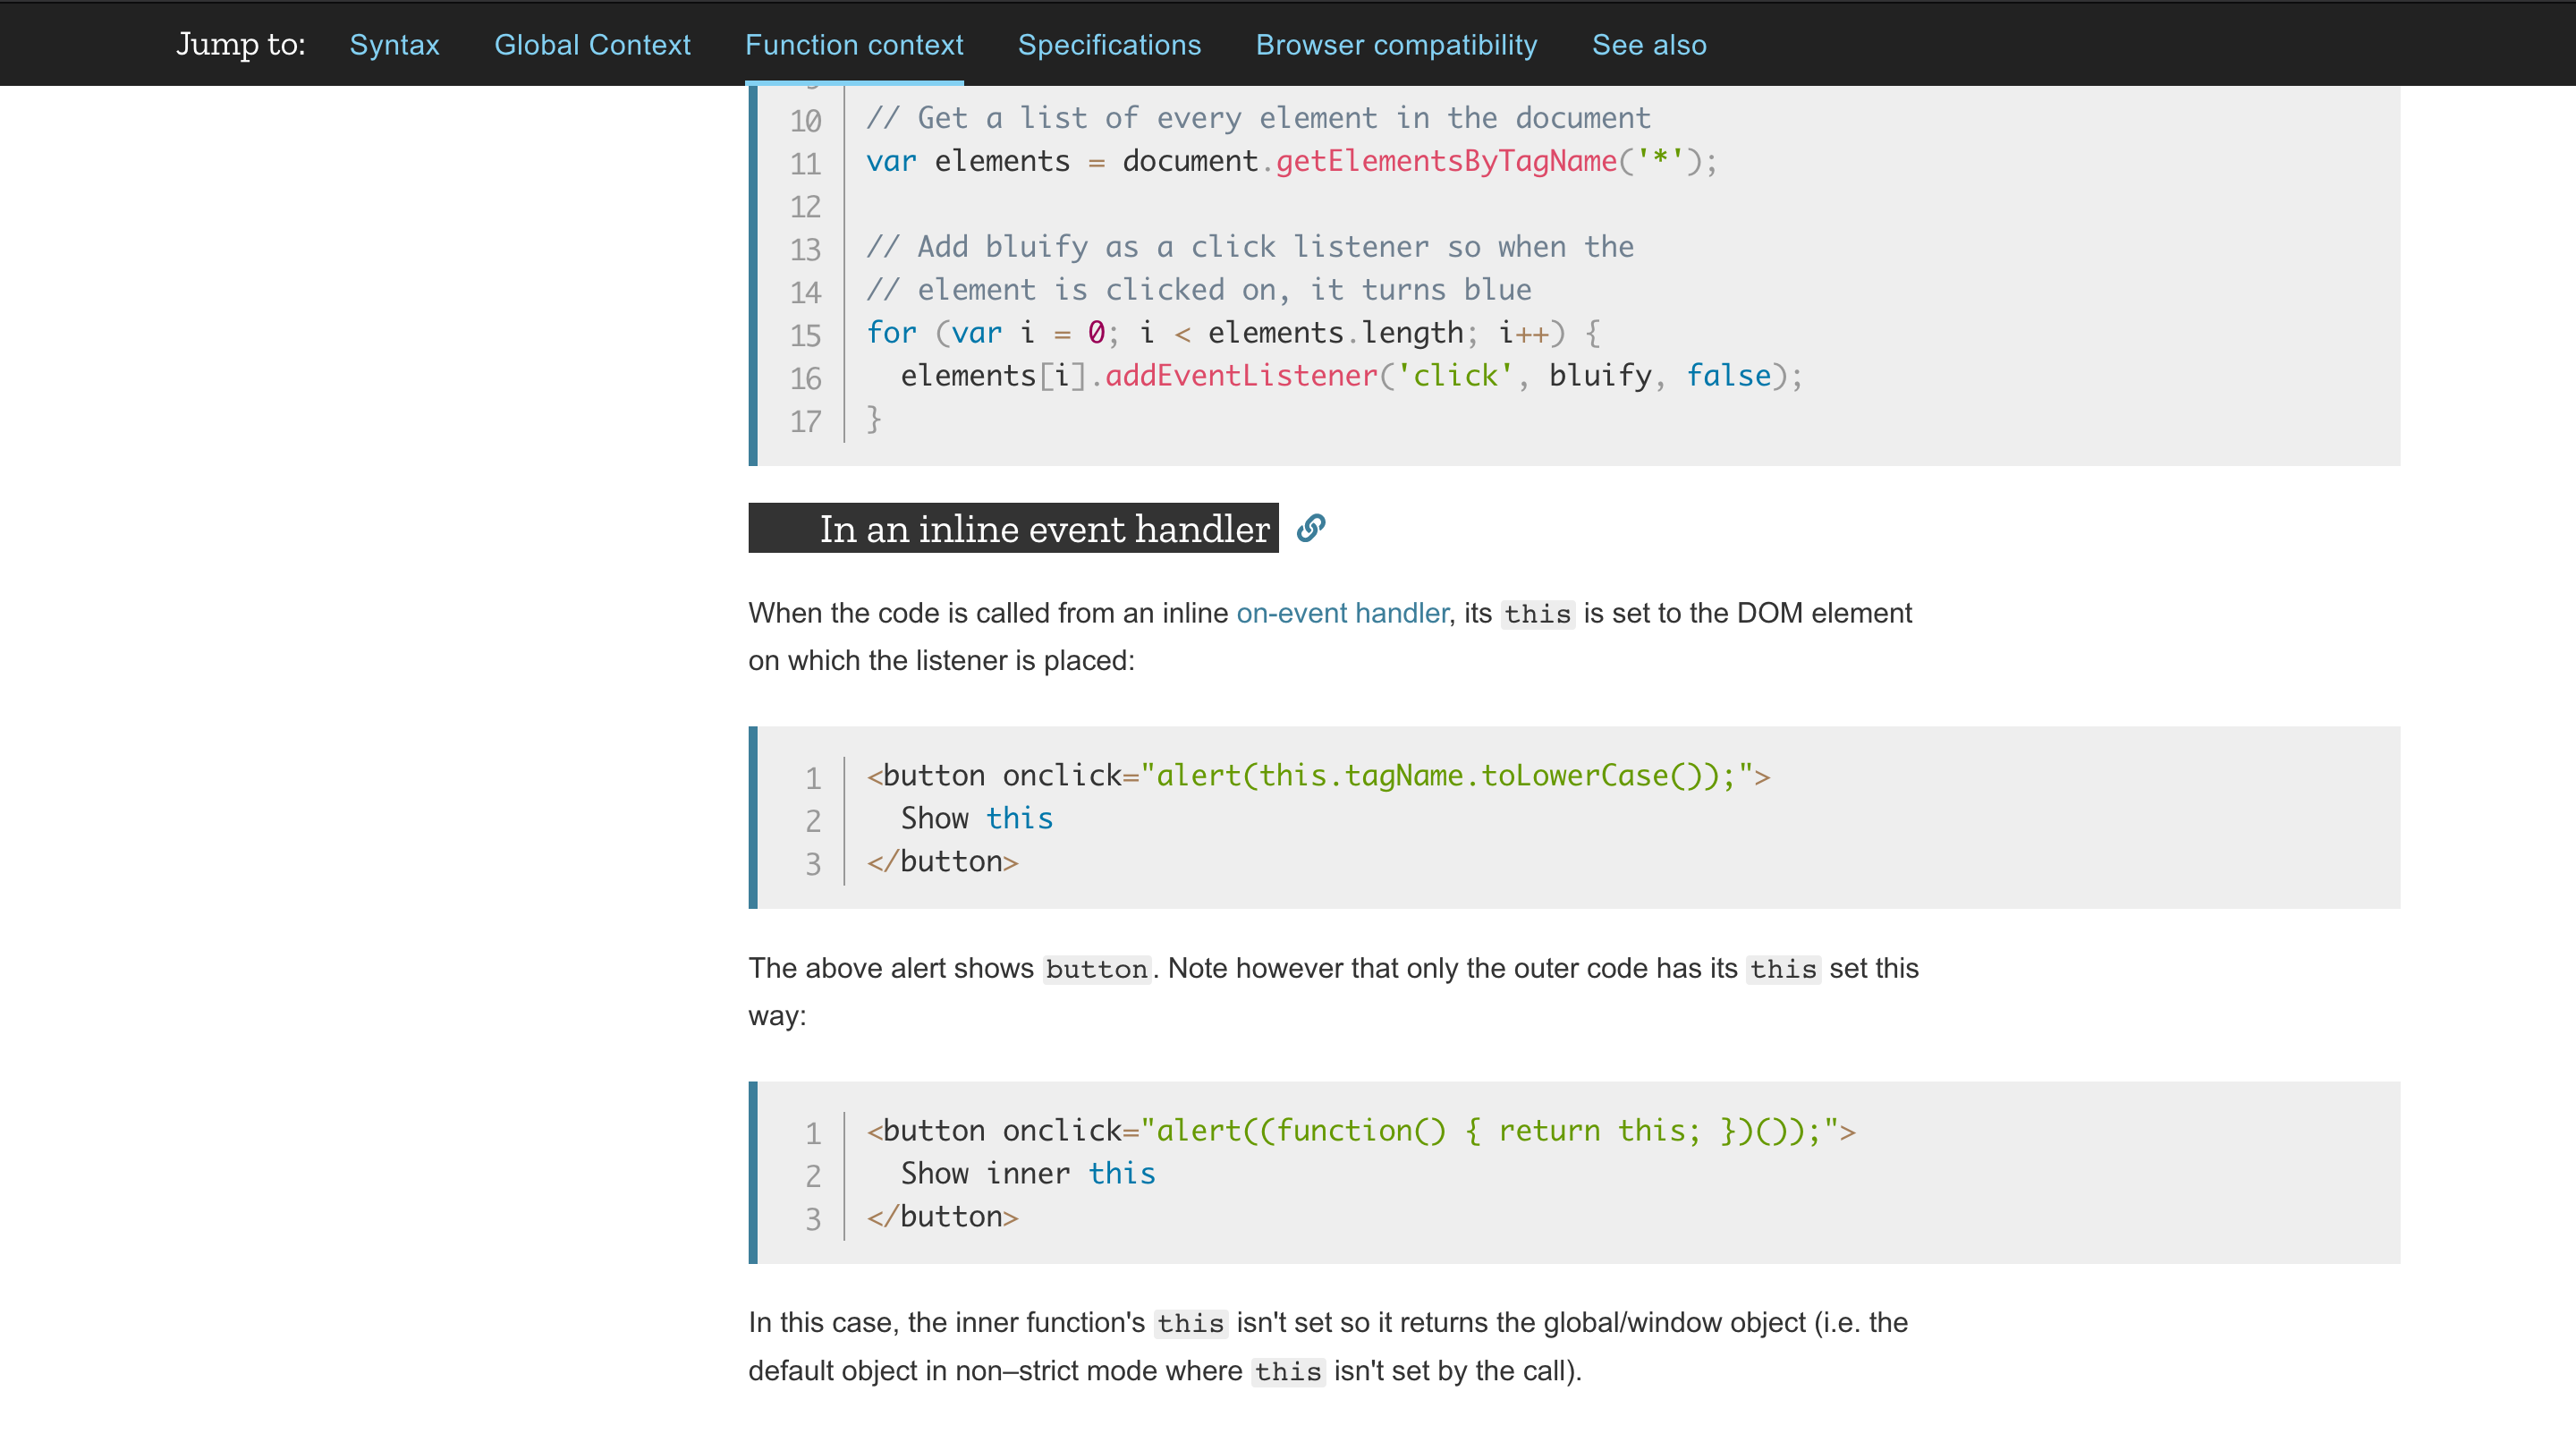 Jump to: Syntax Global Context Function context Specifications Browser compatibility See also
10 // Get a list of every element in the document
11 var elements = document.getElementsByTagName('*');
12
13 // Add bluify as a click listener so when the
14 // element is clicked on, it turns blue
15 for (var i = 0; i < elements.length; i++) {
16   elements[i].addEventListener('click', bluify, false);
17 }
In an inline event handler
When the code is called from an inline on-event handler, its this is set to the DOM element
on which the listener is placed:
1 <button onclick="alert(this.tagName.toLowerCase());">
2   Show this
3 </button>
The above alert shows button. Note however that only the outer code has its this set this
way:
1 <button onclick="alert((function() { return this; })());">
2   Show inner this
3 </button>
In this case, the inner function's this isn't set so it returns the global/window object (i.e. the
default object in non–strict mode where this isn't set by the call).